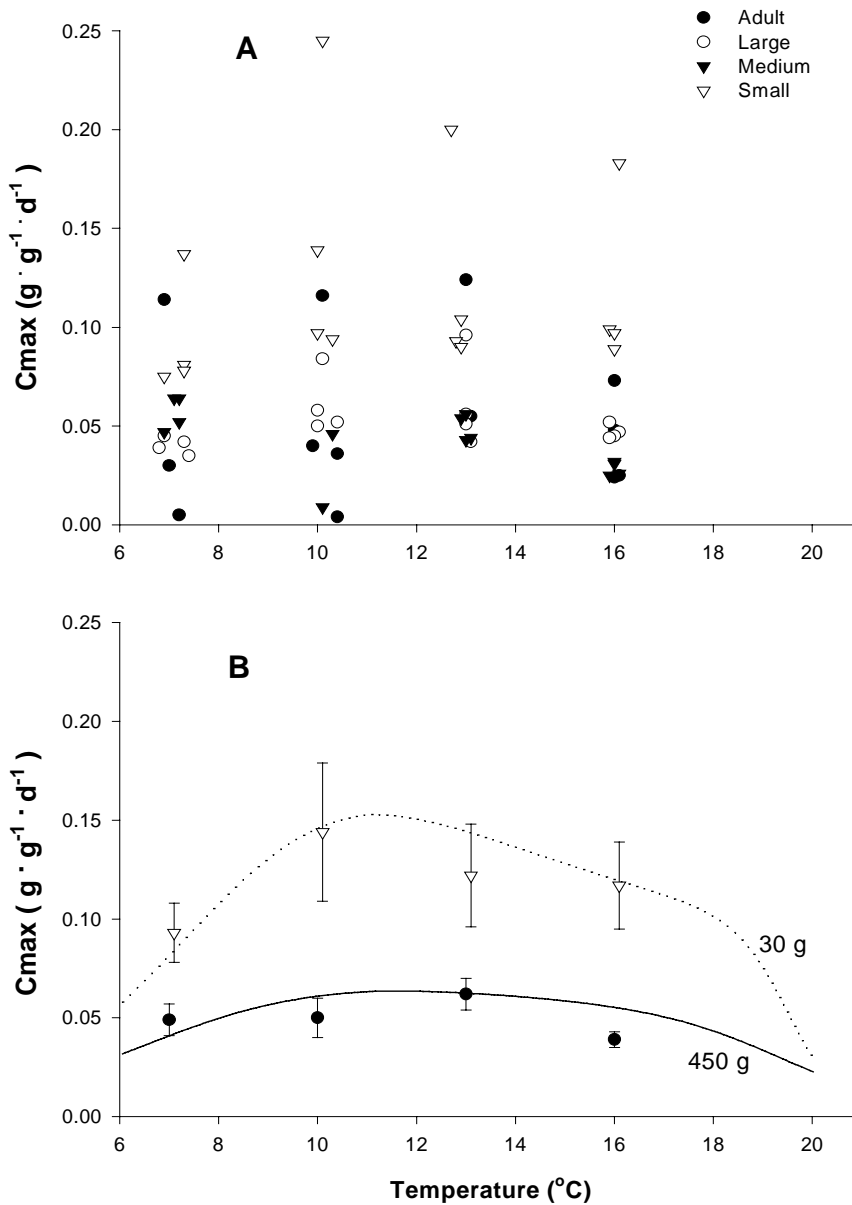 A
Adult
Large
Medium
Small
Cmax (g · g⁻¹ · d⁻¹)
0.25
0.20
0.15
0.10
0.05
0.00
6 8 10 12 14 16 18 20
B
Cmax ( g · g⁻¹ · d⁻¹)
0.25
0.20
0.15
0.10
0.05
0.00
30 g
450 g
6 8 10 12 14 16 18 20
Temperature (°C)